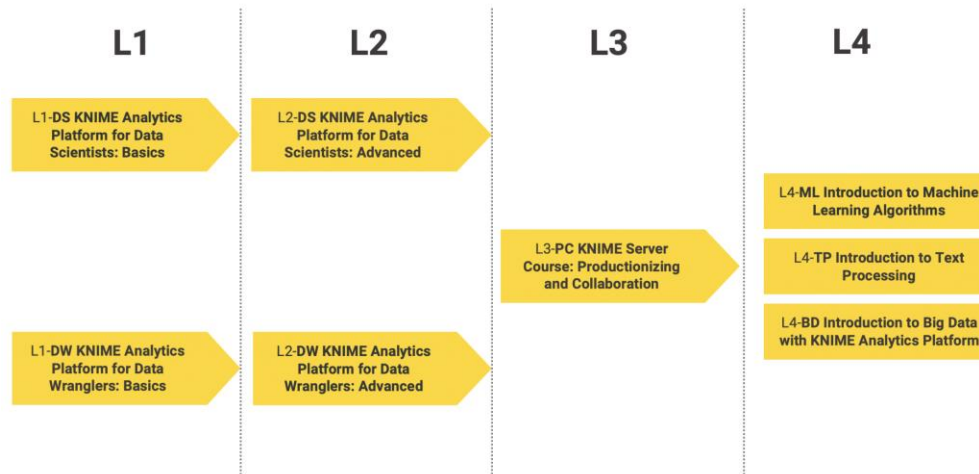 L1
L2
L3
L4
L1-DS KNIME Analytics
Platform for Data
Scientists: Basics
L2-DS KNIME Analytics
Platform for Data
Scientists: Advanced
L4-ML Introduction to Machine
Learning Algorithms
L3-PC KNIME Server
Course: Productionizing
and Collaboration
L4-TP Introduction to Text
Processing
L4-BD Introduction to Big Data
with KNIME Analytics Platform
L1-DW KNIME Analytics
Platform for Data
Wranglers: Basics
L2-DW KNIME Analytics
Platform for Data
Wranglers: Advanced